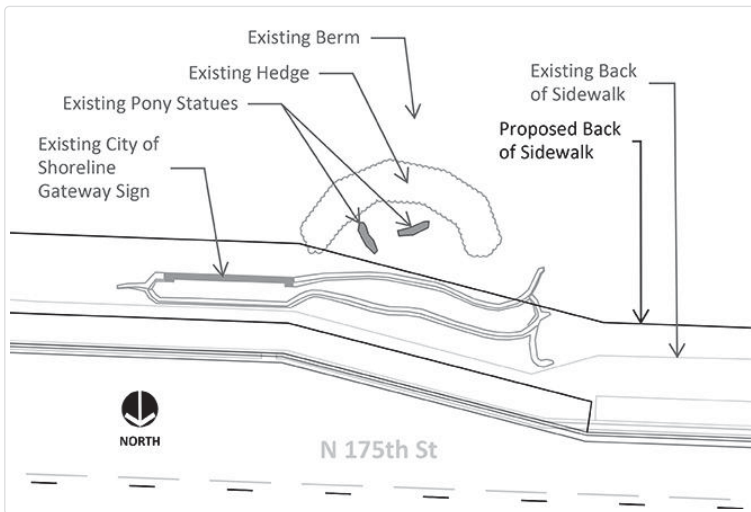 Existing Berm
Existing Hedge
Existing Pony Statues
Existing City of
Shoreline
Gateway Sign
Existing Back
of Sidewalk
Proposed Back
of Sidewalk
NORTH
N 175th St